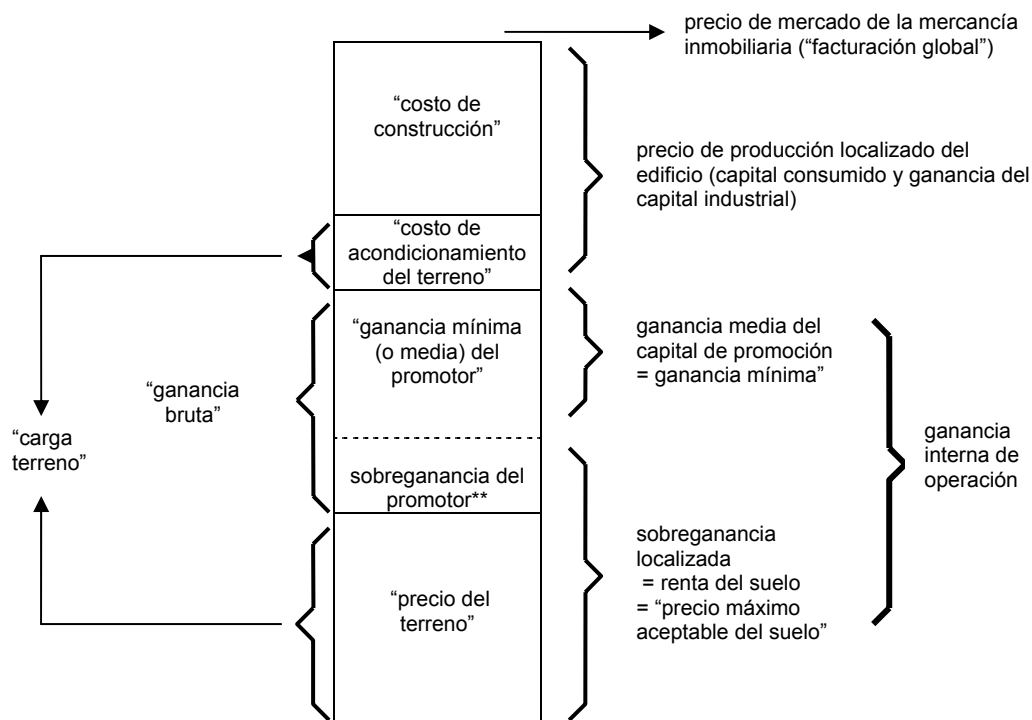 precio de mercado de la mercancía
inmobiliaria (“facturación global”)
“costo de
construcción”
precio de producción localizado del
edificio (capital consumido y ganancia del
capital industrial)
“costo de
acondicionamiento
del terreno”
“ganancia mínima
(o media) del
promotor”
ganancia media del
capital de promoción
= ganancia mínima”
“ganancia
bruta”
“carga
terreno”
ganancia
interna de
operación
sobreganancia del
promotor**
sobreganancia
localizada
= renta del suelo
= “precio máximo
aceptable del suelo”
“precio del
terreno”